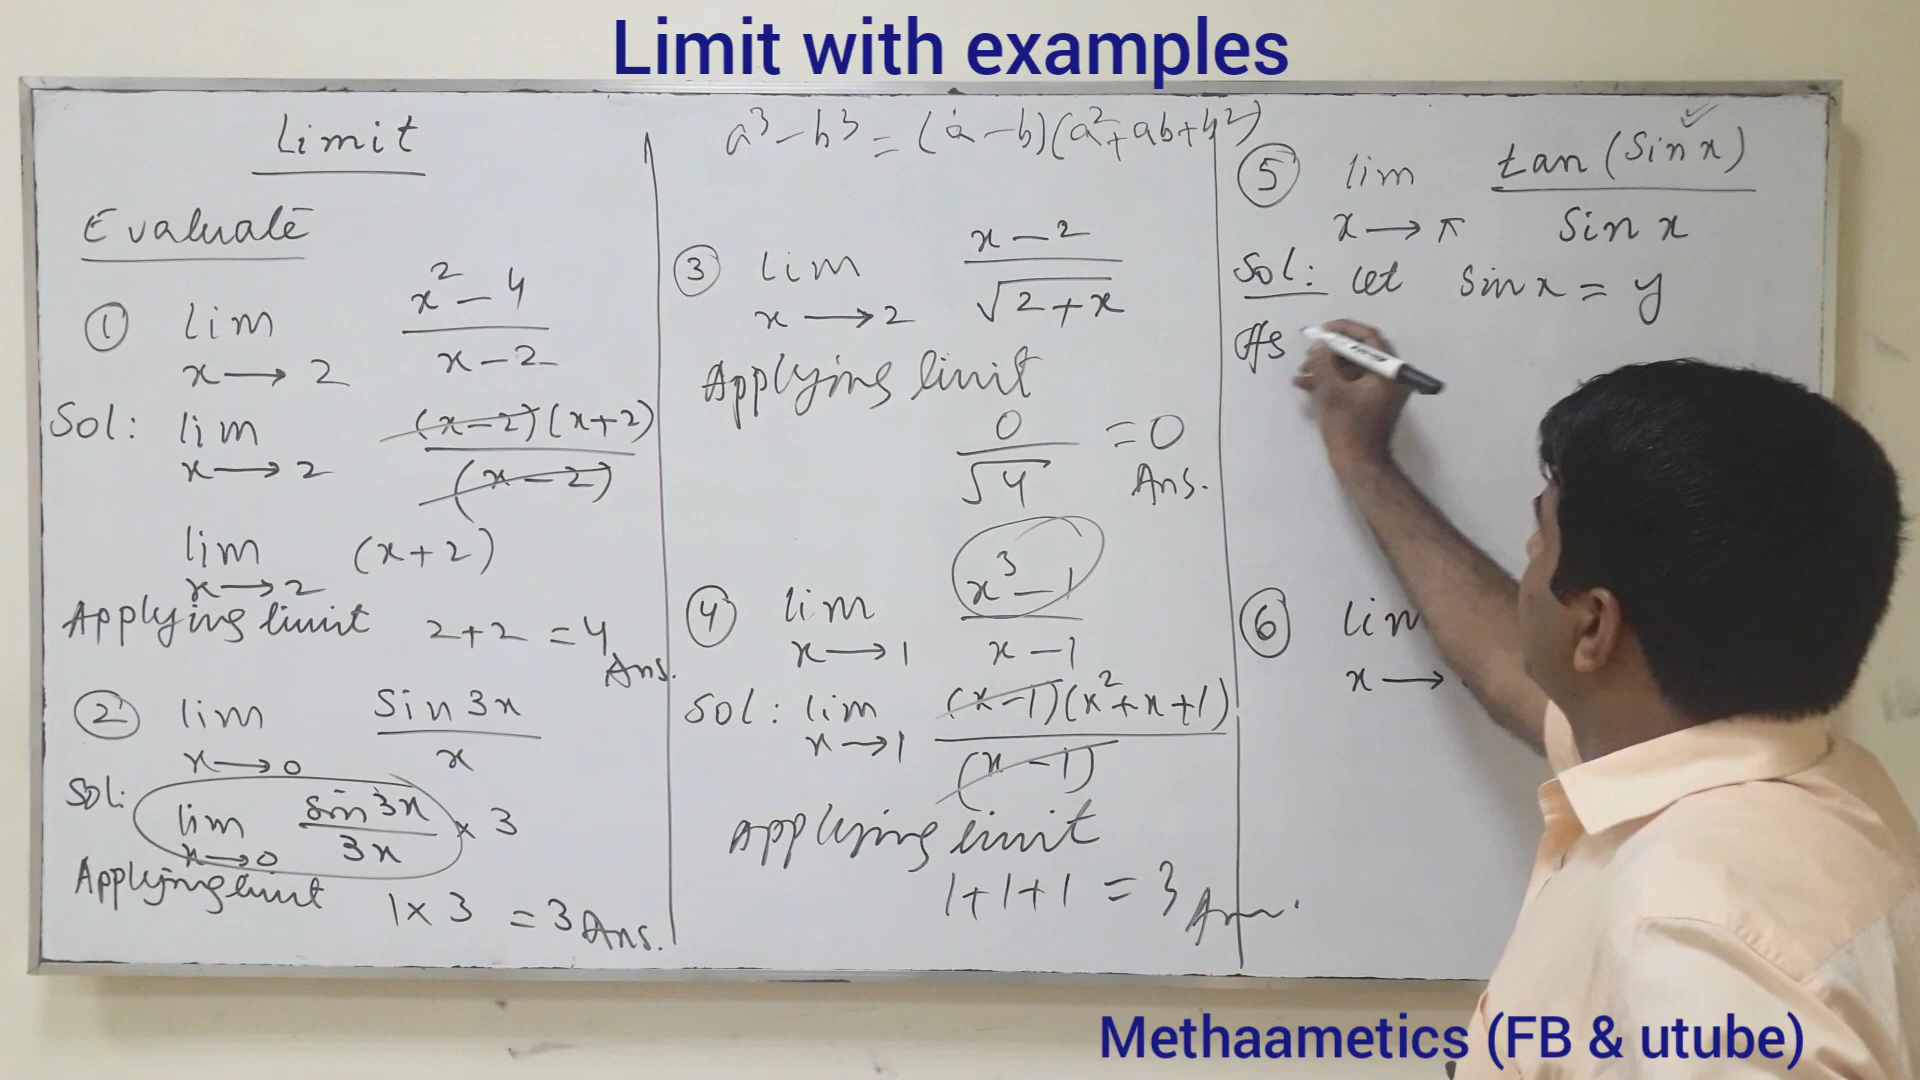 Limit with examples
Limit
Evaluate
① lim x→2 x²-4 / x-2
Sol: lim x→2 (x-2)(x+2) / (x-2)
lim x→2 (x+2)
Applying limit 2+2 = 4 Ans.
② lim x→0 Sin 3x / x
Sol: lim x→0 Sin 3x / 3x × 3
Applying limit 1×3 = 3 Ans.
a³-b³ = (a-b)(a²+ab+b²)
③ lim x→2 x-2 / √2+x
Applying limit
0 / √4 = 0 Ans.
④ lim x→1 x³-1 / x-1
Sol: lim x→1 (x-1)(x²+x+1) / (x-1)
Applying limit
1+1+1 = 3 Ans.
⑤ lim x→π tan (Sin x) / Sin x
Sol: let Sin x = y
As
⑥ lim x→
Methaametics (FB & utube)